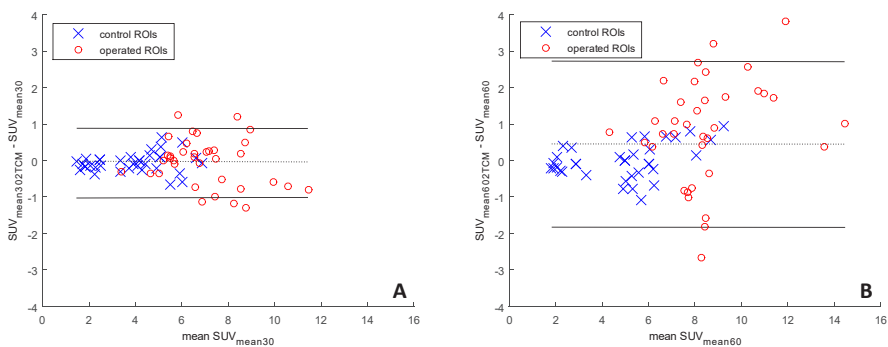 control ROIs
operated ROIs
4
3
2
1
0
-1
-2
-3
-4
0 2 4 6 8 10 12 14 16
SUVmean302TCM - SUVmean30
mean SUVmean30
A
control ROIs
operated ROIs
4
3
2
1
0
-1
-2
-3
-4
0 2 4 6 8 10 12 14 16
SUVmean602TCM - SUVmean60
mean SUVmean60
B